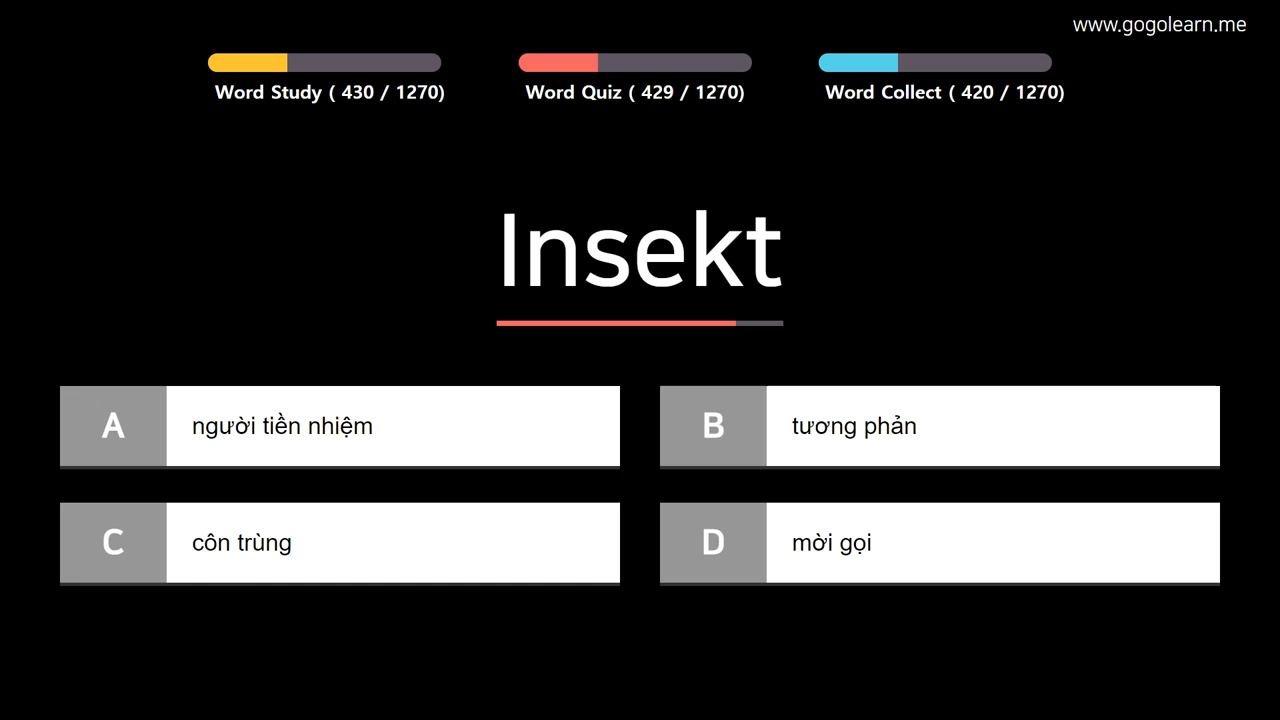 www.gogolearn.me
Word Study ( 430 / 1270)
Word Quiz ( 429 / 1270)
Word Collect ( 420 / 1270)
Insekt
A người tiền nhiệm
B tương phản
C côn trùng
D mời gọi